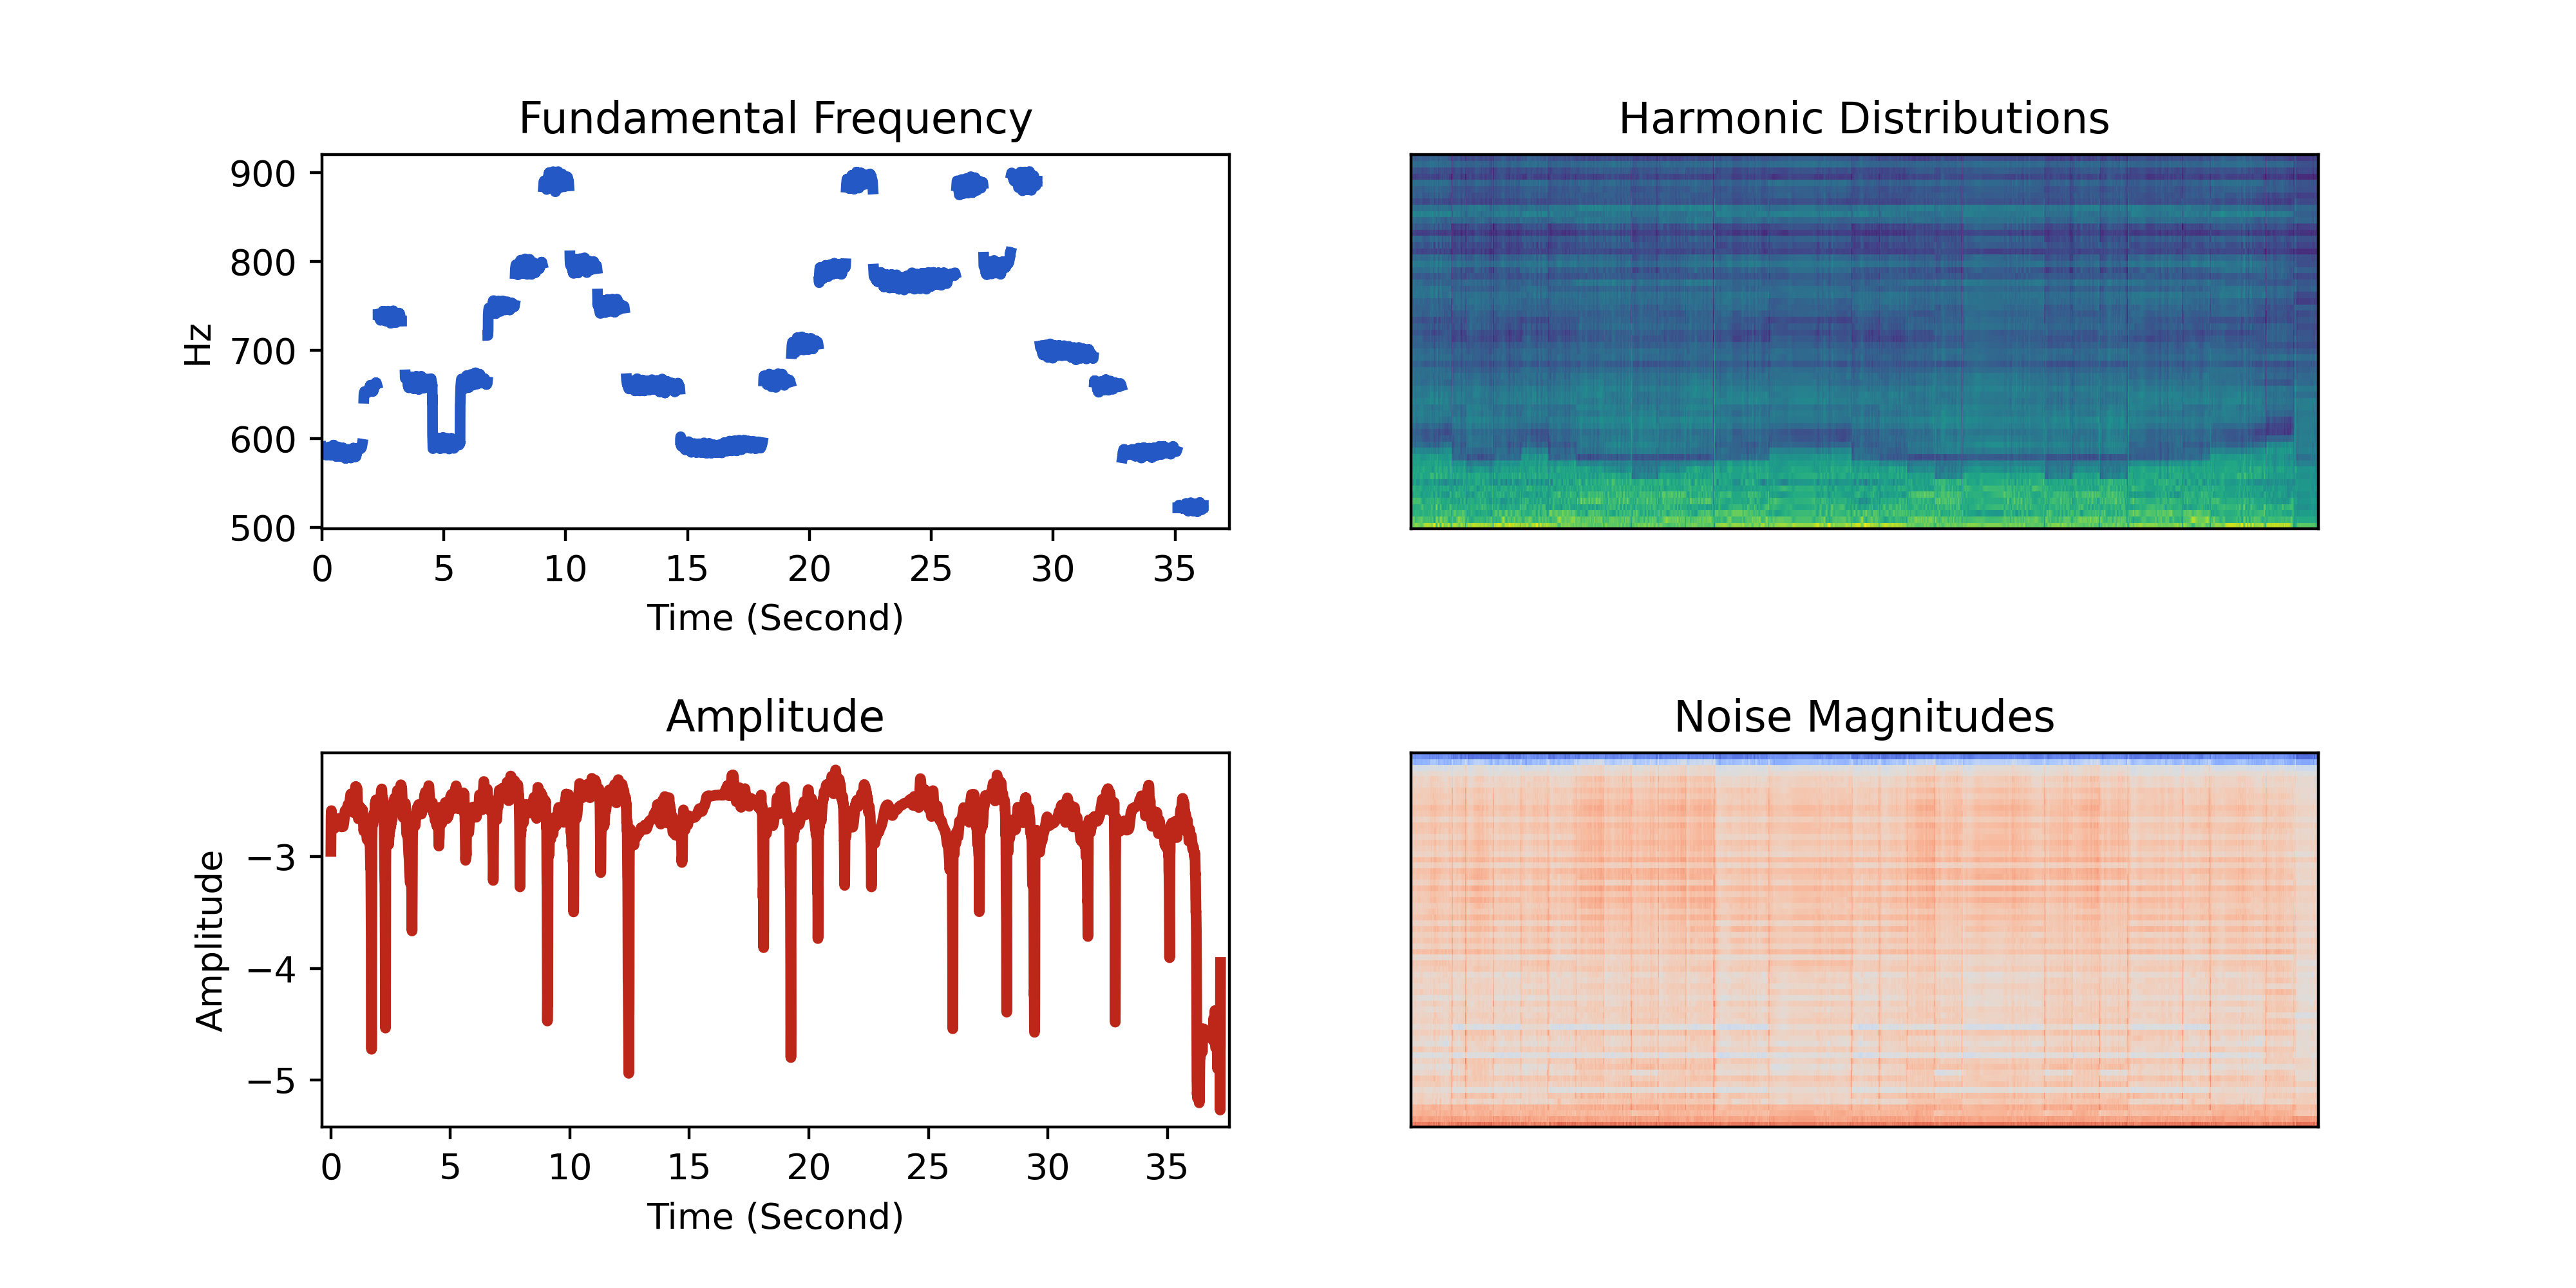 Fundamental Frequency
Harmonic Distributions
900
800
700
600
500
Hz
0 5 10 15 20 25 30 35
Time (Second)
Amplitude
Noise Magnitudes
−3
−4
−5
Amplitude
0 5 10 15 20 25 30 35
Time (Second)